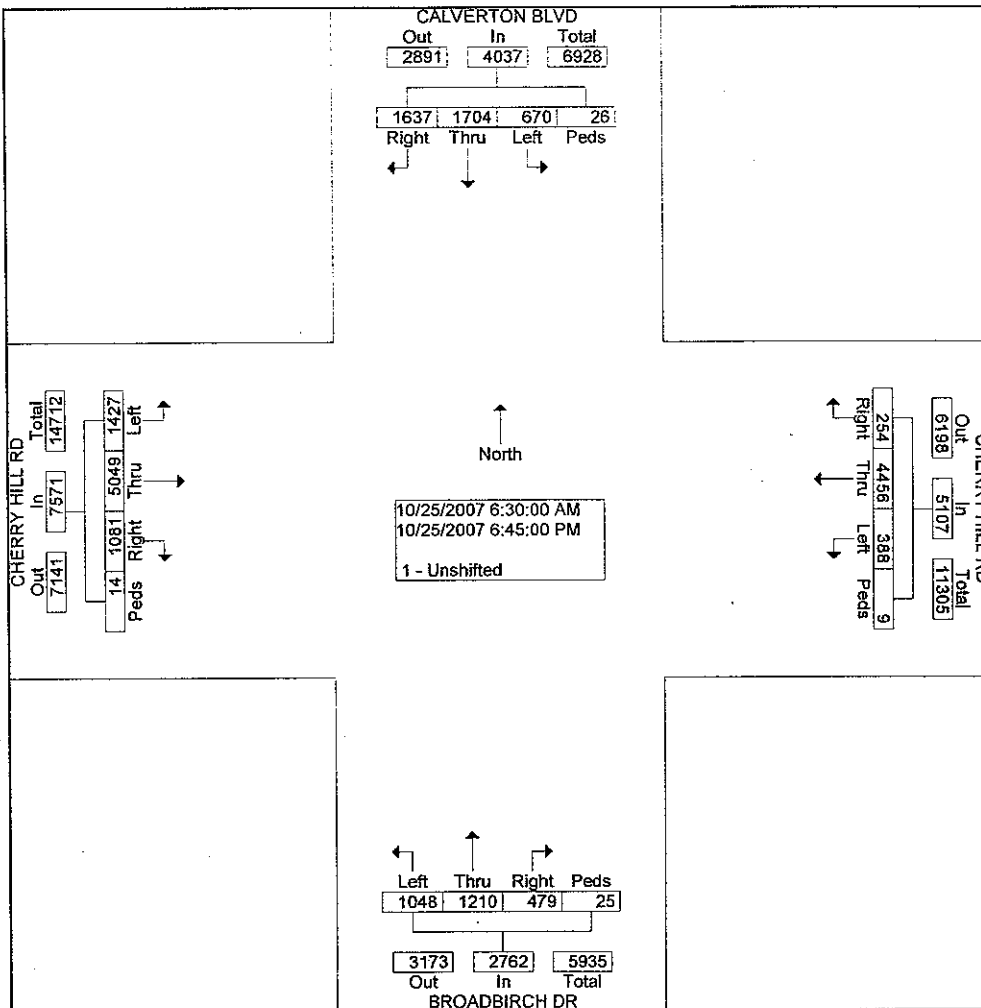 CALVERTON BLVD
Out In Total
2891 4037 6928
1637 1704 670 26
Right Thru Left Peds
CHERRY HILL RD
Total In Out
14712 7571 7141
1427 5049 1081 14
Left Thru Right Peds
North
10/25/2007 6:30:00 AM
10/25/2007 6:45:00 PM
1 - Unshifted
Right Thru Left Peds
254 4456 388 9
Out In Total
6198 5107 11305
CHERRY HILL RD
Left Thru Right Peds
1048 1210 479 25
3173 2762 5935
Out In Total
BROADBIRCH DR